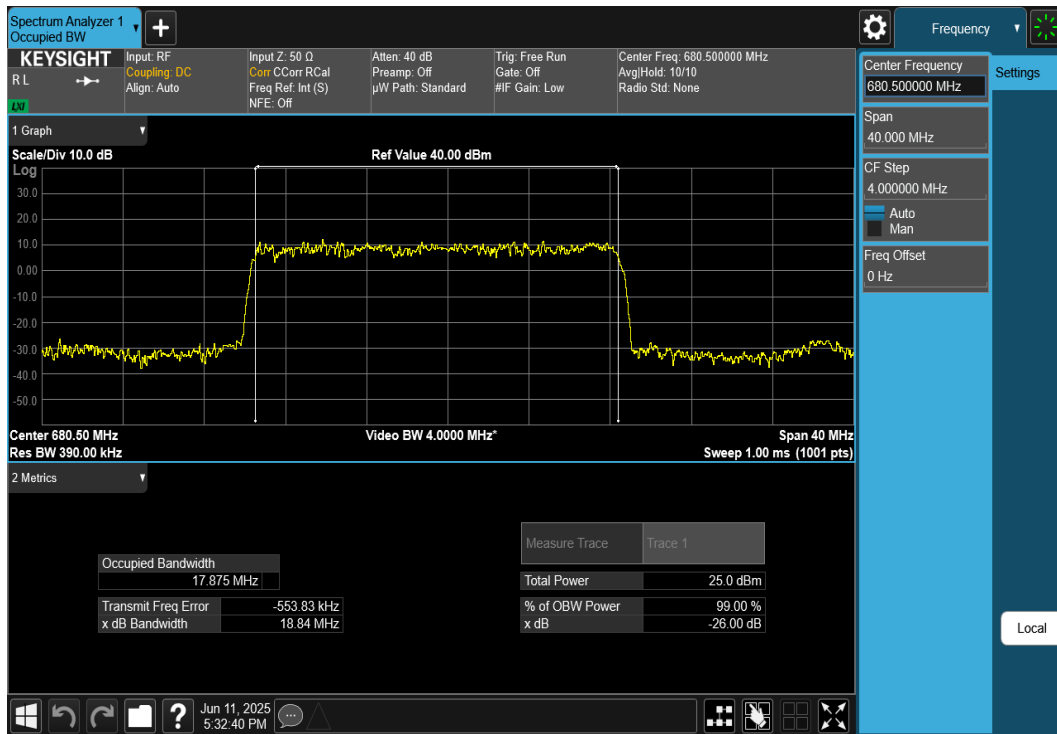 Spectrum Analyzer 1
Occupied BW
Frequency
KEYSIGHT
R L
LXI
Input: RF
Coupling: DC
Align: Auto
Input Z: 50 Ω
Corr CCorr RCal
Freq Ref: Int (S)
NFE: Off
Atten: 40 dB
Preamp: Off
µW Path: Standard
Trig: Free Run
Gate: Off
#IF Gain: Low
Center Freq: 680.500000 MHz
Avg|Hold: 10/10
Radio Std: None
Center Frequency
680.500000 MHz
Settings
Span
40.000 MHz
CF Step
4.000000 MHz
Auto
Man
Freq Offset
0 Hz
1 Graph
Scale/Div 10.0 dB
Ref Value 40.00 dBm
Log
30.0
20.0
10.0
0.00
-10.0
-20.0
-30.0
-40.0
-50.0
Center 680.50 MHz
Video BW 4.0000 MHz*
Span 40 MHz
Res BW 390.00 kHz
Sweep 1.00 ms (1001 pts)
2 Metrics
Measure Trace Trace 1
Occupied Bandwidth
17.875 MHz
Total Power 25.0 dBm
Transmit Freq Error -553.83 kHz
% of OBW Power 99.00 %
x dB Bandwidth 18.84 MHz
x dB -26.00 dB
Local
?
Jun 11, 2025
5:32:40 PM